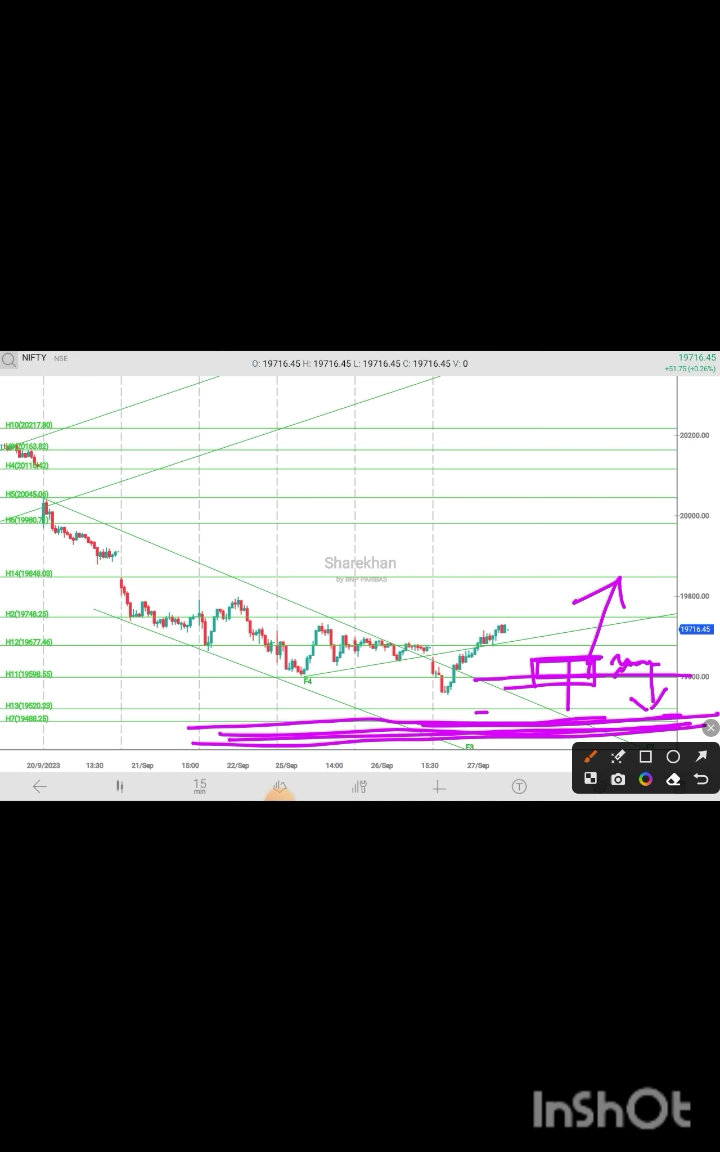 NIFTY NSE
O: 19716.45 H: 19716.45 L: 19716.45 C: 19716.45 V: 0
19716.45
+51.75 (+0.26%)
H10(20217.80)
20200.00
H4(20116.42)
H5(20045.06)
20000.00
Sharekhan
by BNP PARIBAS
H14(19848.03)
19800.00
H2(19748.25)
19716.45
H12(19677.46)
H11(19598.55)
F4
H13(19520.23)
H7(19488.25)
F3
20/9/2023 13:30 21/Sep 15:00 22/Sep 25/Sep 14:00 26/Sep 15:30 27/Sep
15
min
T
InShOt